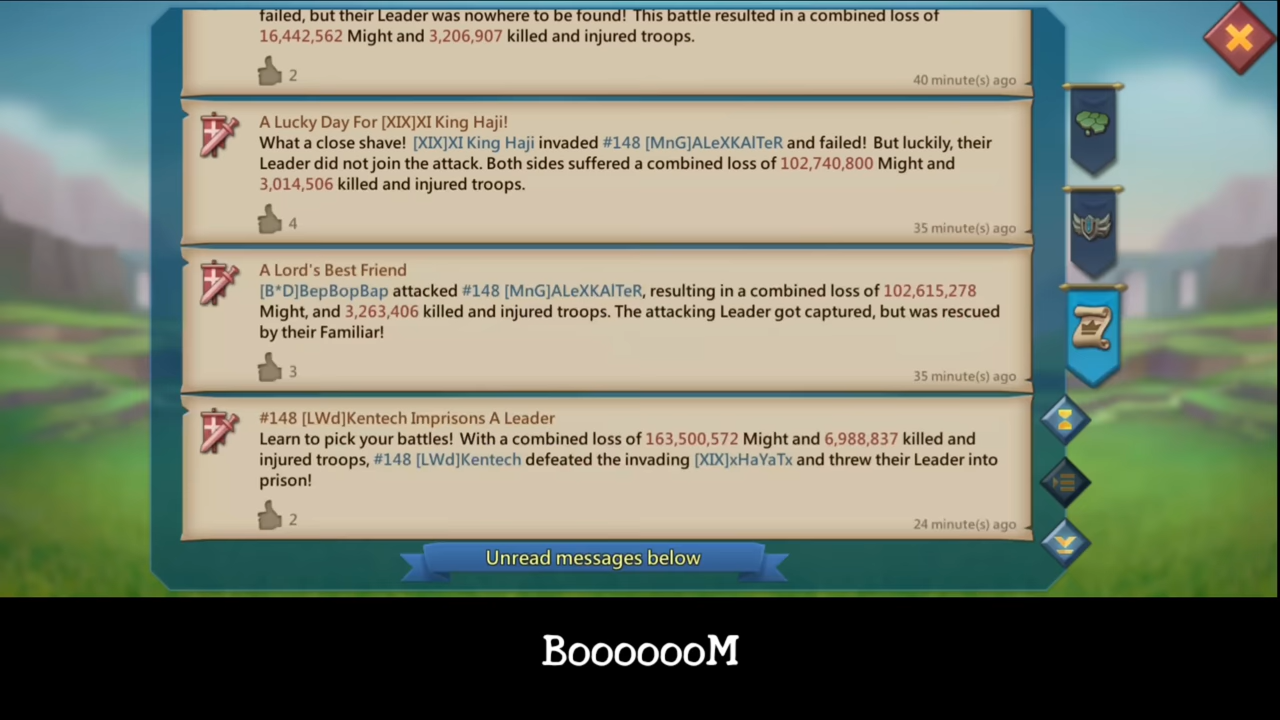 failed, but their Leader was nowhere to be found! This battle resulted in a combined loss of
16,442,562 Might and 3,206,907 killed and injured troops.
2
40 minute(s) ago
A Lucky Day For [XIX]XI King Haji!
What a close shave! [XIX]XI King Haji invaded #148 [MnG]ALeXKAlTeR and failed! But luckily, their
Leader did not join the attack. Both sides suffered a combined loss of 102,740,800 Might and
3,014,506 killed and injured troops.
4
35 minute(s) ago
A Lord's Best Friend
[B*D]BepBopBap attacked #148 [MnG]ALeXKAlTeR, resulting in a combined loss of 102,615,278
Might, and 3,263,406 killed and injured troops. The attacking Leader got captured, but was rescued
by their Familiar!
3
35 minute(s) ago
#148 [LWd]Kentech Imprisons A Leader
Learn to pick your battles! With a combined loss of 163,500,572 Might and 6,988,837 killed and
injured troops, #148 [LWd]Kentech defeated the invading [XIX]xHaYaTx and threw their Leader into
prison!
2
24 minute(s) ago
Unread messages below
BooooooM